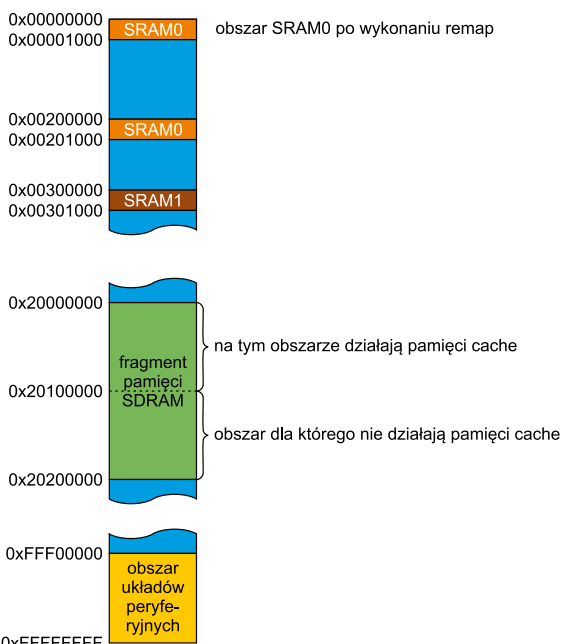 0x00000000
SRAM0
obszar SRAM0 po wykonaniu remap
0x00001000
0x00200000
SRAM0
0x00201000
0x00300000
SRAM1
0x00301000
0x20000000
na tym obszarze działają pamięci cache
fragment
pamięci
SDRAM
0x20100000
obszar dla którego nie działają pamięci cache
0x20200000
0xFFF00000
obszar
układów
peryfe-
ryjnych
0xFFFFFFFF